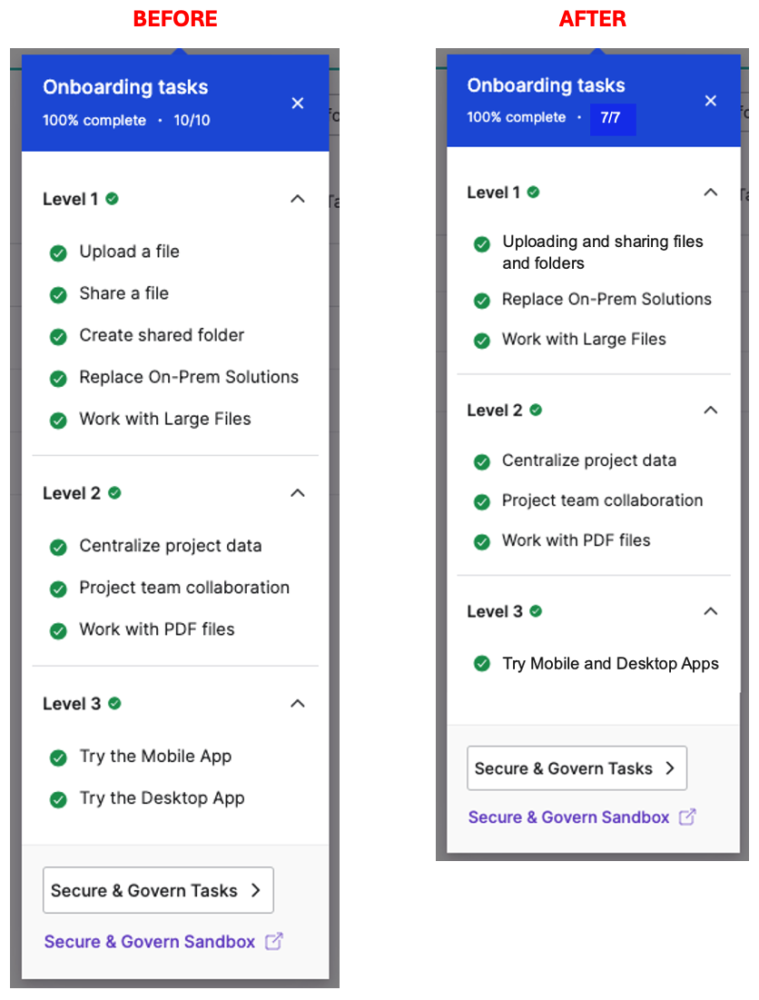 BEFORE
Onboarding tasks
100% complete · 10/10
Level 1
Upload a file
Share a file
Create shared folder
Replace On-Prem Solutions
Work with Large Files
Level 2
Centralize project data
Project team collaboration
Work with PDF files
Level 3
Try the Mobile App
Try the Desktop App
Secure & Govern Tasks
Secure & Govern Sandbox
AFTER
Onboarding tasks
100% complete · 7/7
Level 1
Uploading and sharing files
and folders
Replace On-Prem Solutions
Work with Large Files
Level 2
Centralize project data
Project team collaboration
Work with PDF files
Level 3
Try Mobile and Desktop Apps
Secure & Govern Tasks
Secure & Govern Sandbox